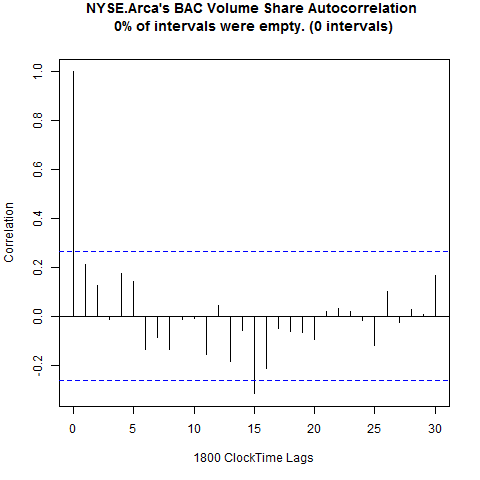 NYSE.Arca's BAC Volume Share Autocorrelation
0% of intervals were empty. (0 intervals)
1.0
0.8
0.6
0.4
0.2
0.0
-0.2
Correlation
0 5 10 15 20 25 30
1800 ClockTime Lags